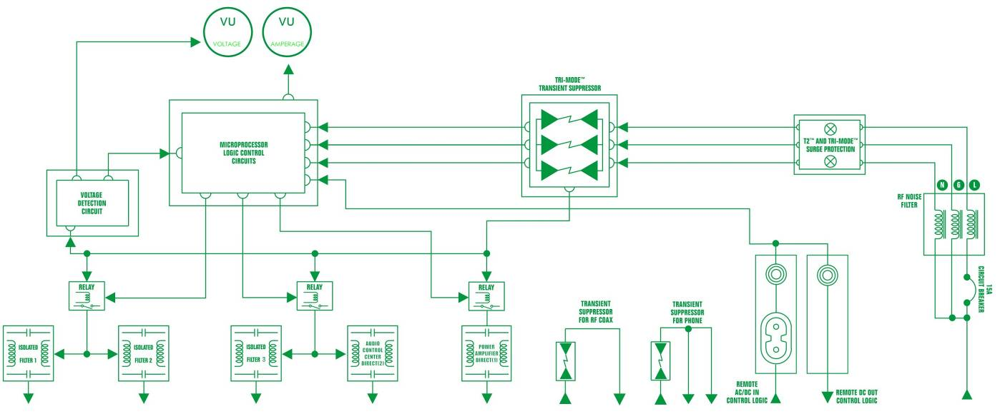 VU
VOLTAGE
VU
AMPERAGE
TRI-MODE™
TRANSIENT SUPPRESSOR
MICROPROCESSOR
LOGIC CONTROL
CIRCUITS
T2™ AND TRI-MODE™
SURGE PROTECTION
VOLTAGE
DETECTION
CIRCUIT
N G L
RF NOISE
FILTER
15A
CIRCUIT BREAKER
RELAY
RELAY
RELAY
ISOLATED
FILTER 1
ISOLATED
FILTER 2
ISOLATED
FILTER 3
AUDIO
CONTROL
CENTER
DIRECT(2)
POWER
AMPLIFIER
DIRECT(1)
TRANSIENT
SUPPRESSOR
FOR RF COAX
TRANSIENT
SUPPRESSOR
FOR PHONE
REMOTE
AC/DC IN
CONTROL LOGIC
REMOTE DC OUT
CONTROL LOGIC